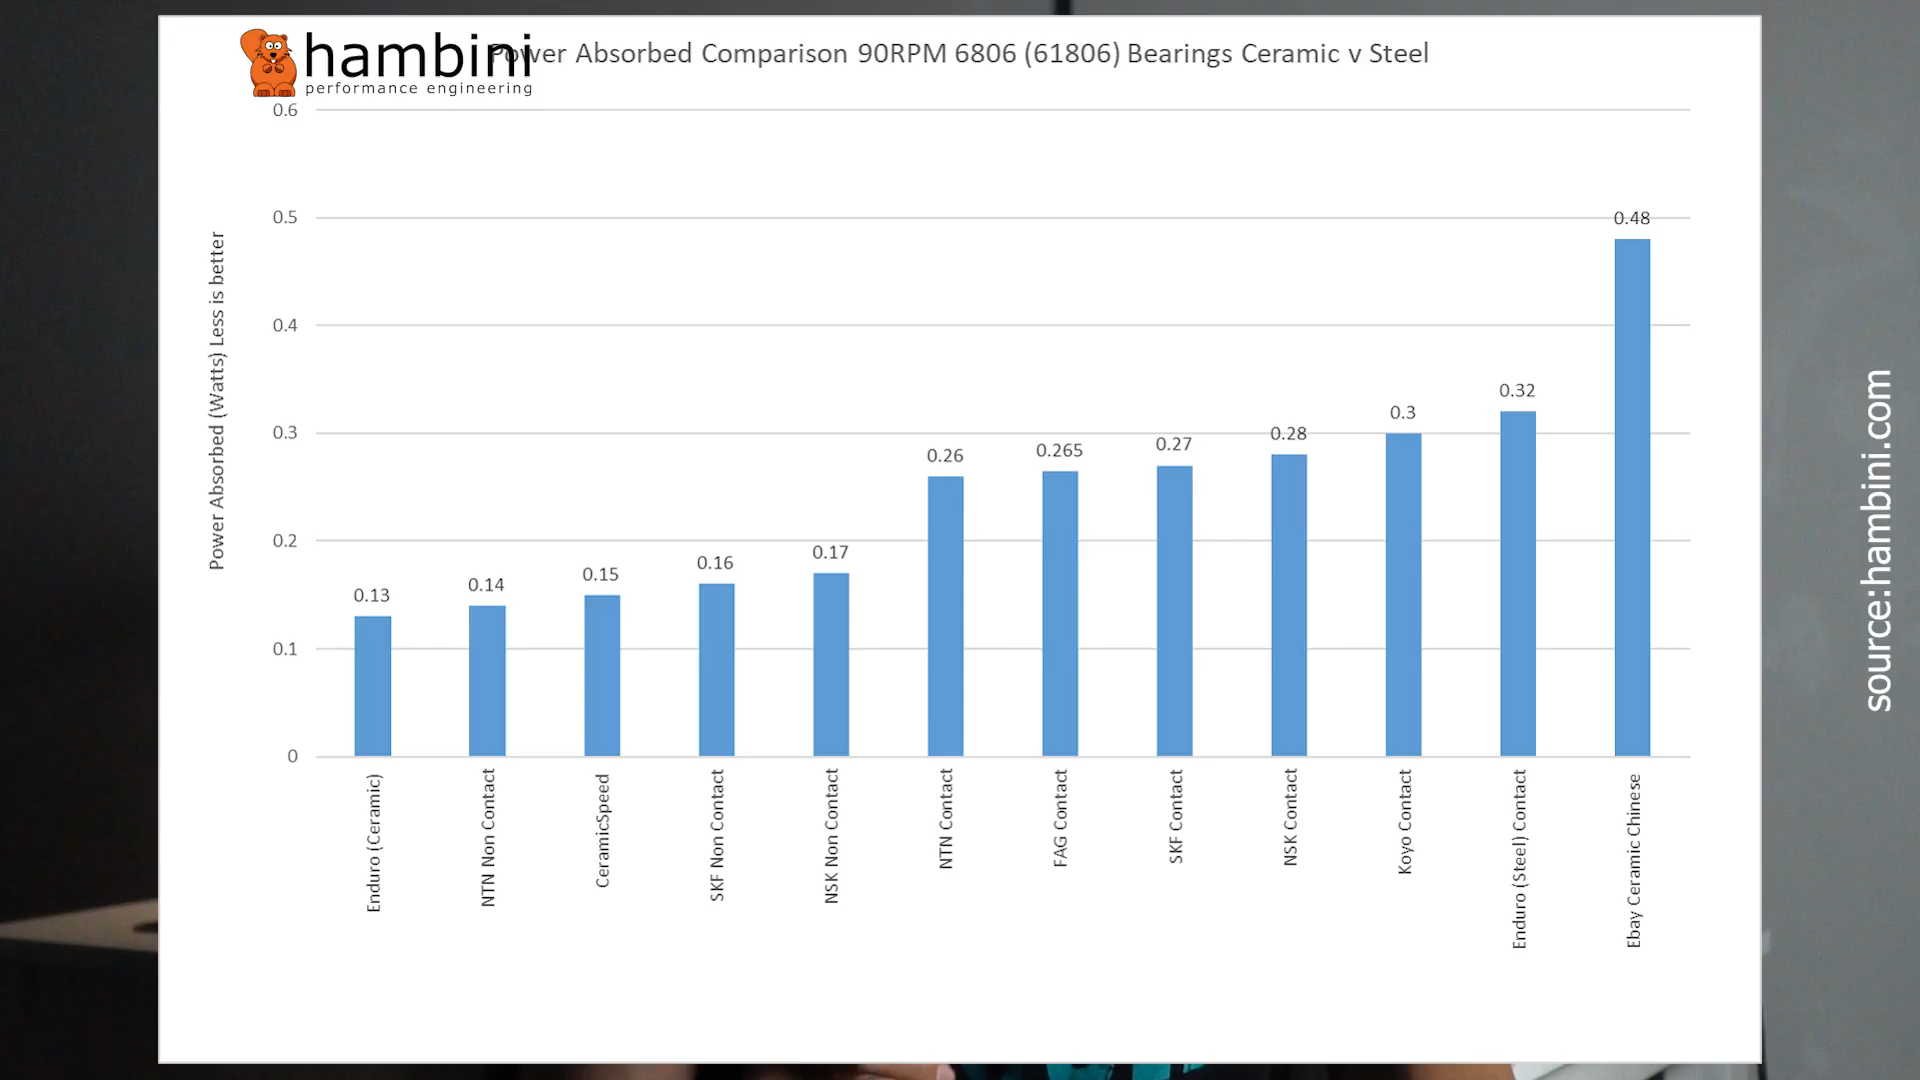 hambini
performance engineering
Power Absorbed Comparison 90RPM 6806 (61806) Bearings Ceramic v Steel
Power Absorbed (Watts) Less is better
0.6
0.5
0.4
0.3
0.2
0.1
0
0.13
0.14
0.15
0.16
0.17
0.26
0.265
0.27
0.28
0.3
0.32
0.48
Enduro (Ceramic)
NTN Non Contact
CeramicSpeed
SKF Non Contact
NSK Non Contact
NTN Contact
FAG Contact
SKF Contact
NSK Contact
Koyo Contact
Enduro (Steel) Contact
Ebay Ceramic Chinese
source:hambini.com